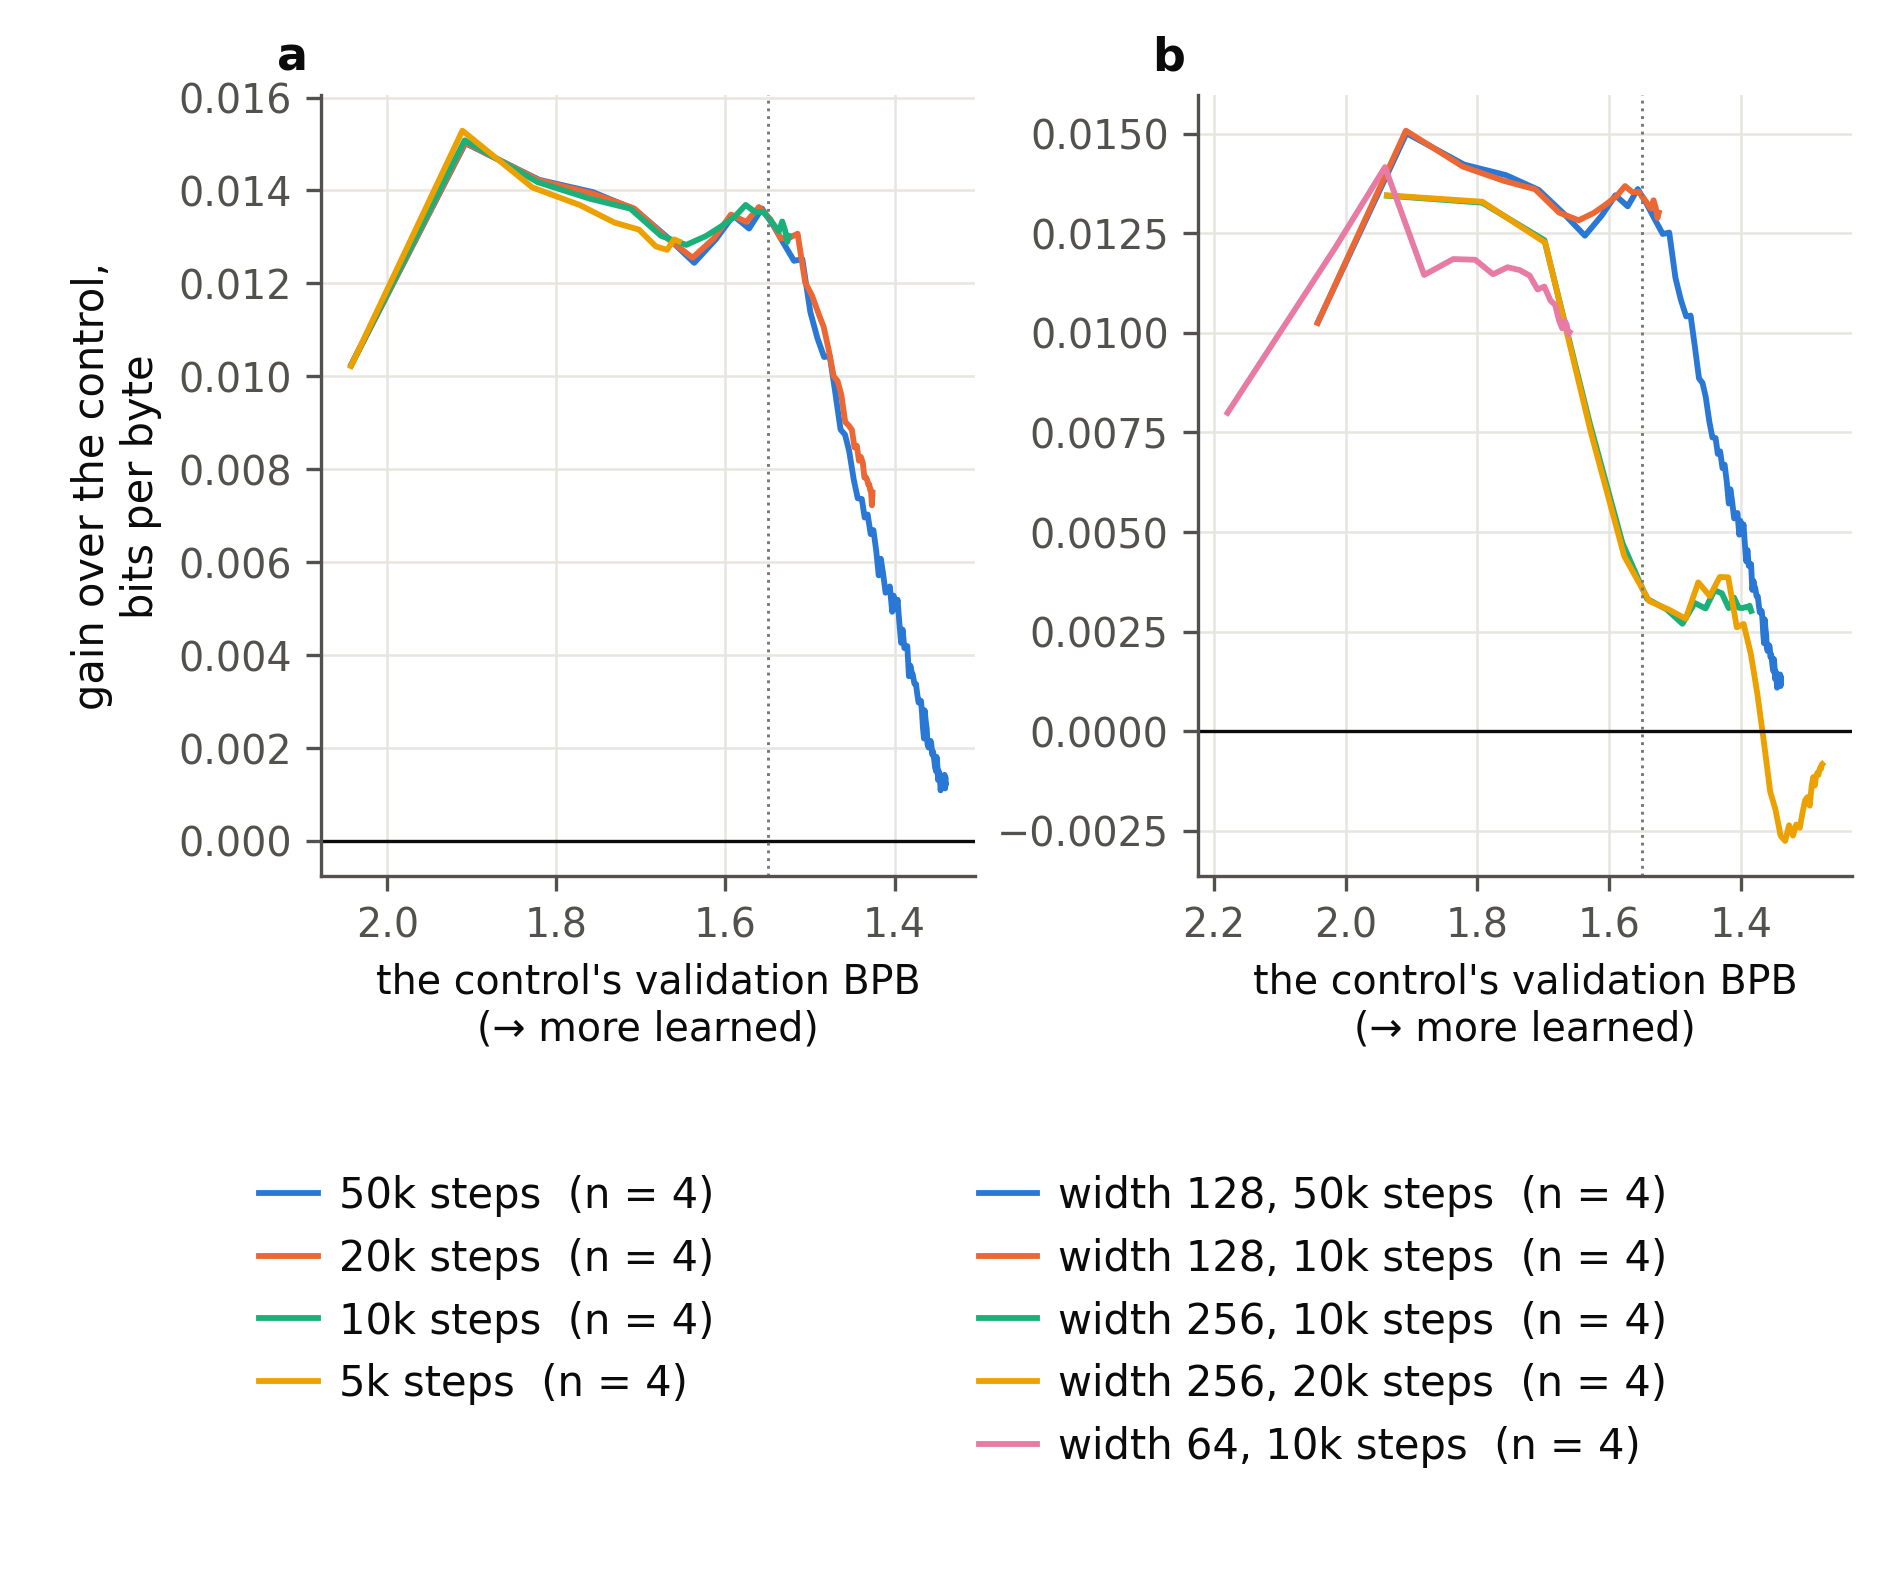 a
0.016
0.014
0.012
0.010
0.008
0.006
0.004
0.002
0.000
gain over the control,
bits per byte
2.0 1.8 1.6 1.4
the control's validation BPB
(→ more learned)
b
0.0150
0.0125
0.0100
0.0075
0.0050
0.0025
0.0000
−0.0025
2.2 2.0 1.8 1.6 1.4
the control's validation BPB
(→ more learned)
50k steps (n = 4)
20k steps (n = 4)
10k steps (n = 4)
5k steps (n = 4)
width 128, 50k steps (n = 4)
width 128, 10k steps (n = 4)
width 256, 10k steps (n = 4)
width 256, 20k steps (n = 4)
width 64, 10k steps (n = 4)